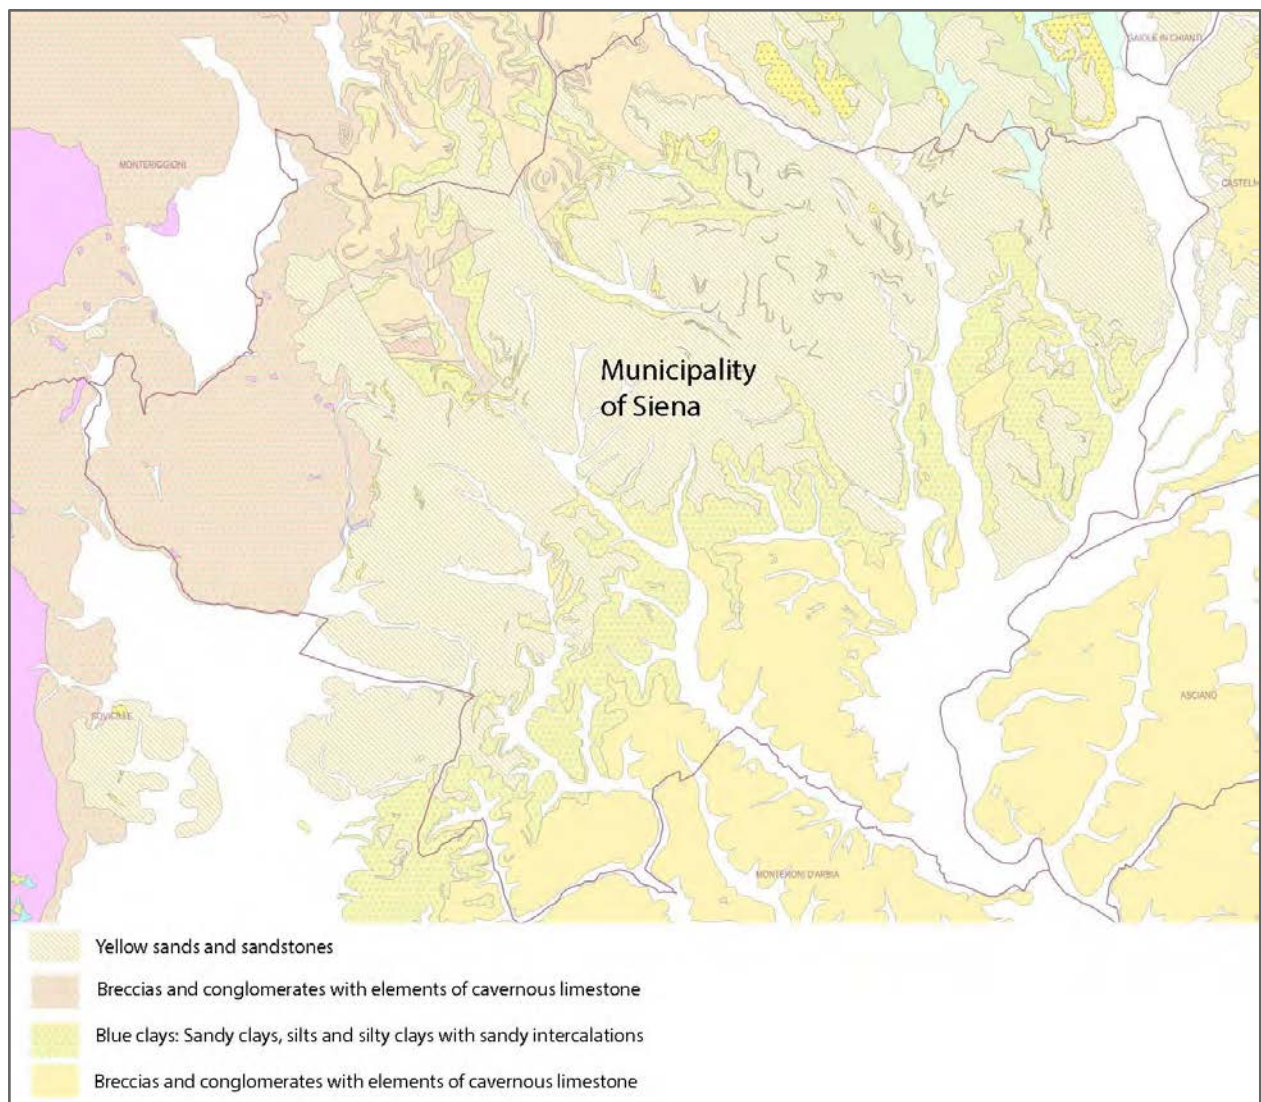 GAIOLE IN CHIANTI
MONTERIGGIONI
CASTELN
Municipality
of Siena
ASCIANO
SOVICILLE
MONTERONI D'ARBIA
Yellow sands and sandstones
Breccias and conglomerates with elements of cavernous limestone
Blue clays: Sandy clays, silts and silty clays with sandy intercalations
Breccias and conglomerates with elements of cavernous limestone